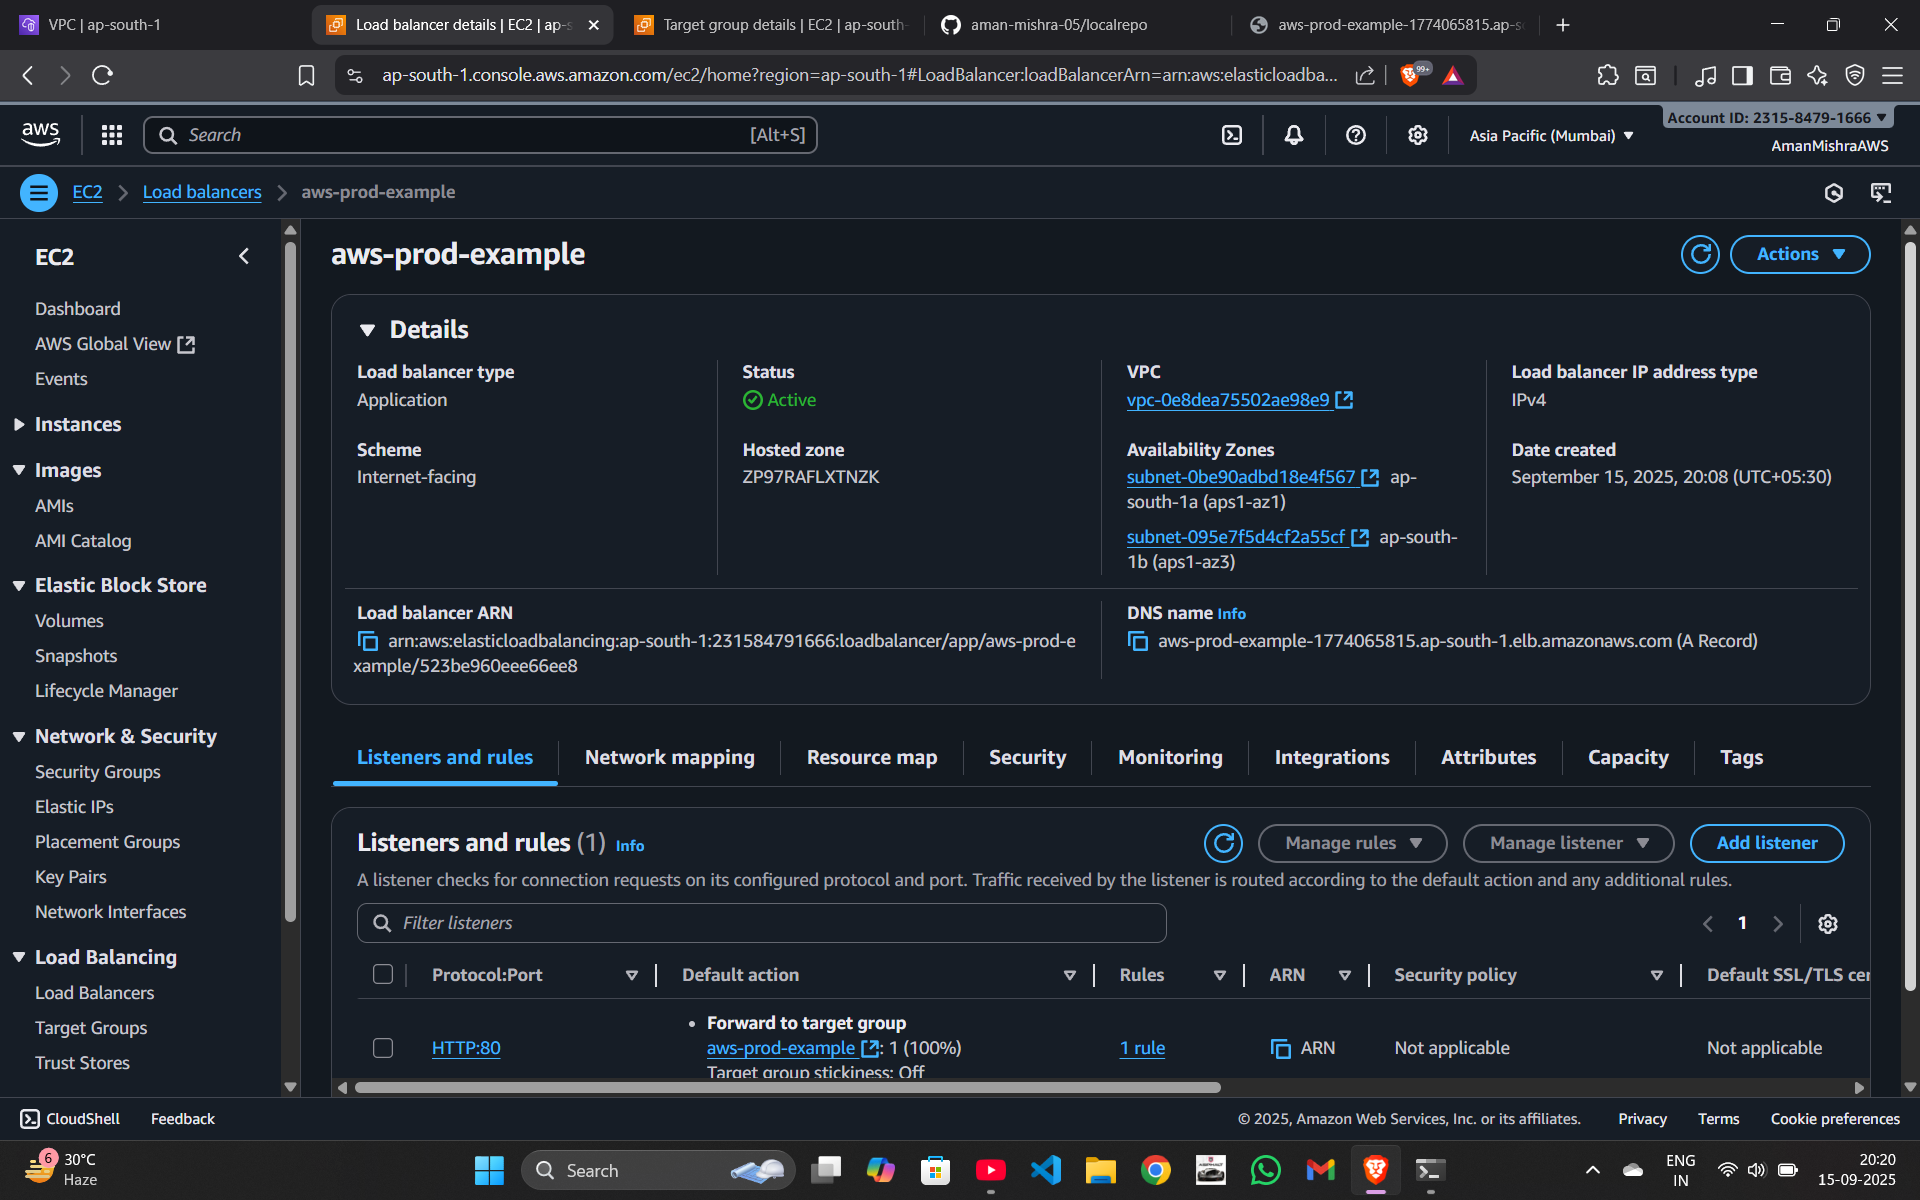 VPC | ap-south-1
Load balancer details | EC2 | ap-s
Target group details | EC2 | ap-south-
aman-mishra-05/localrepo
aws-prod-example-1774065815.ap-s
ap-south-1.console.aws.amazon.com/ec2/home?region=ap-south-1#LoadBalancer:loadBalancerArn=arn:aws:elasticloadba...
99+
aws
Search
[Alt+S]
Asia Pacific (Mumbai)
Account ID: 2315-8479-1666
AmanMishraAWS
EC2
Load balancers
aws-prod-example
EC2
Dashboard
AWS Global View
Events
Instances
Images
AMIs
AMI Catalog
Elastic Block Store
Volumes
Snapshots
Lifecycle Manager
Network & Security
Security Groups
Elastic IPs
Placement Groups
Key Pairs
Network Interfaces
Load Balancing
Load Balancers
Target Groups
Trust Stores
aws-prod-example
Actions
Details
Load balancer type
Application
Status
Active
VPC
vpc-0e8dea75502ae98e9
Load balancer IP address type
IPv4
Scheme
Internet-facing
Hosted zone
ZP97RAFLXTNZK
Availability Zones
subnet-0be90adbd18e4f567 ap-
south-1a (aps1-az1)
subnet-095e7f5d4cf2a55cf ap-south-
1b (aps1-az3)
Date created
September 15, 2025, 20:08 (UTC+05:30)
Load balancer ARN
arn:aws:elasticloadbalancing:ap-south-1:231584791666:loadbalancer/app/aws-prod-e
xample/523be960eee66ee8
DNS name Info
aws-prod-example-1774065815.ap-south-1.elb.amazonaws.com (A Record)
Listeners and rules
Network mapping
Resource map
Security
Monitoring
Integrations
Attributes
Capacity
Tags
Listeners and rules (1) Info
Manage rules
Manage listener
Add listener
A listener checks for connection requests on its configured protocol and port. Traffic received by the listener is routed according to the default action and any additional rules.
Filter listeners
1
Protocol:Port
Default action
Rules
ARN
Security policy
Default SSL/TLS cer
HTTP:80
• Forward to target group
aws-prod-example : 1 (100%)
Target group stickiness: Off
1 rule
ARN
Not applicable
Not applicable
CloudShell
Feedback
© 2025, Amazon Web Services, Inc. or its affiliates.
Privacy
Terms
Cookie preferences
6
30°C
Haze
Search
ENG
IN
20:20
15-09-2025